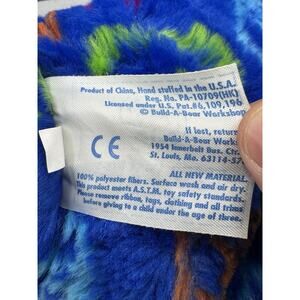 Product of China, Hand stuffed in the U.S.A.
Reg. No. PA-10709(HK)
Licensed under U.S. Pat.#6,109,196
© Build-A-Bear Workshop
If lost, return
Build-A-Bear Works
1954 Innerbelt Bus. Ct
St. Louis, Mo. 63114-57
CE
ALL NEW MATERIAL.
100% polyester fibers. Surface wash and air dry.
This product meets A.S.T.M. toy safety standards.
Please remove ribbon, tags, clothing and all trims
before giving to a child under the age of three.